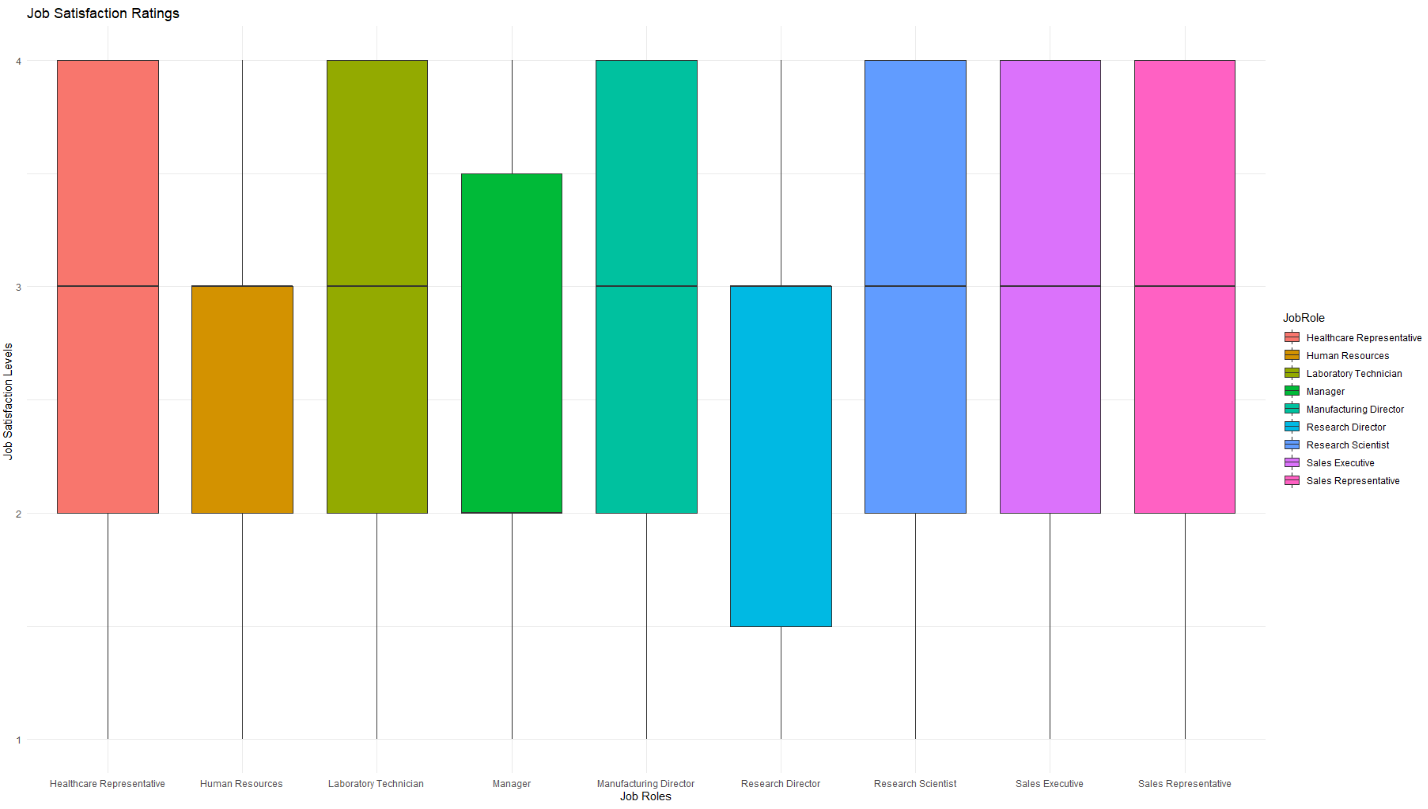 Job Satisfaction Ratings
Job Satisfaction Levels
4
3
2
1
Healthcare Representative
Human Resources
Laboratory Technician
Manager
Manufacturing Director
Research Director
Research Scientist
Sales Executive
Sales Representative
Job Roles
JobRole
Healthcare Representative
Human Resources
Laboratory Technician
Manager
Manufacturing Director
Research Director
Research Scientist
Sales Executive
Sales Representative